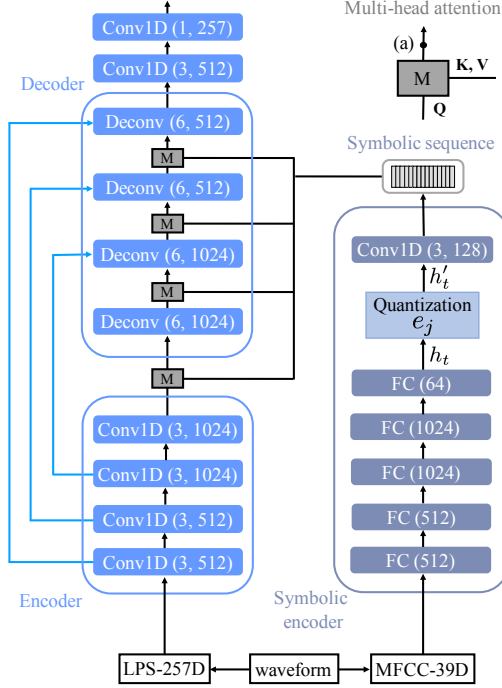 Multi-head attention
(a)
K, V
M
Q
Conv1D (1, 257)
Conv1D (3, 512)
Decoder
Deconv (6, 512)
M
Deconv (6, 512)
M
Deconv (6, 1024)
M
Deconv (6, 1024)
M
Conv1D (3, 1024)
Conv1D (3, 1024)
Conv1D (3, 512)
Conv1D (3, 512)
Encoder
Symbolic sequence
Conv1D (3, 128)
h′t
Quantization
ej
ht
FC (64)
FC (1024)
FC (1024)
FC (512)
FC (512)
Symbolic
encoder
LPS-257D
waveform
MFCC-39D